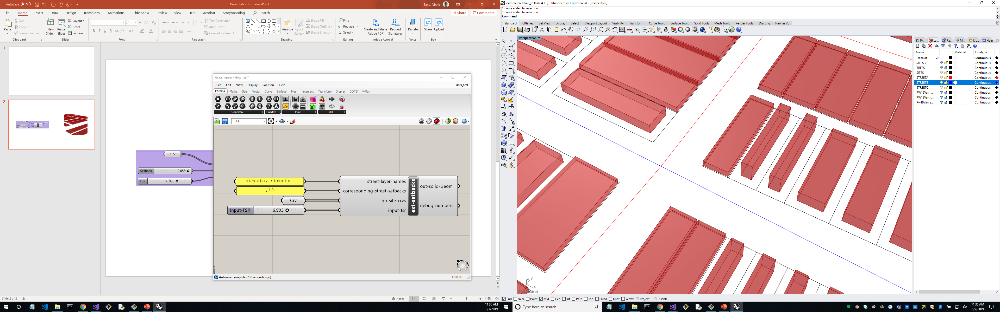 AutoSave Off
Presentation1 - PowerPoint
Saha, Nirvik
File Home Insert Draw Design Transitions Animations Slide Show Review View Help Acrobat Storyboarding Search
Share Comments
Paste
Cut
Copy
Format Painter
Clipboard
New Slide
Reuse Slides
Layout
Reset
Section
Slides
28+
Font
Text Direction
Align Text
Convert to SmartArt
Paragraph
Arrange
Quick Styles
Shape Fill
Shape Outline
Shape Effects
Drawing
Find
Replace
Select
Editing
Create and Share Adobe PDF
Request Signatures
Adobe Acrobat
Dictate
Voice
Share Upload
Box
1
2
Crv
Setback 9.855
FSR 6.993
Grasshopper - dots_test*
File Edit View Display Solution Help
dots_test
Params Maths Sets Vector Curve Surface Mesh Intersect Transform Display DOTS V-Ray
Geometry Primitive Input Util
163%
streeta, streetb
1,10
Crv
Input-FSR 6.993
street-layer-names
corresponding-street-setbacks
inp-site-crvs
input-fsr
ext-setbacks
out-solid-Geom
debug-numbers
Autosave complete (230 seconds ago)
1.0.0007
Slide 2 of 2
Notes
116%
11:35 AM
6/7/2019
2simplePW19Van_RH6 (694 KB) - Rhinoceros 6 Commercial - [Perspective]
1 curve added to selection.
1 curve added to selection.
Command:
Standard CPlanes Set View Display Select Viewport Layout Visibility Transform Curve Tools Surface Tools Solid Tools Mesh Tools Render Tools Drafting New in V6
Perspective
z y
x
Pr... La... Re... M... Lib... Help
Name Material Linetype
Default Continuous
SITES-2 Continuous
TREES Continuous
SITES Continuous
STREETA Continuous
STREETB Continuous
STREETC Continuous
PW19Van_... Continuous
PW19Van_s... Continuous
Pw19Van_s... Continuous
End Near Point Mid Cen Int Perp Tan Quad Knot Vertex Project Disable
Type here to search
11:35 AM
6/7/2019